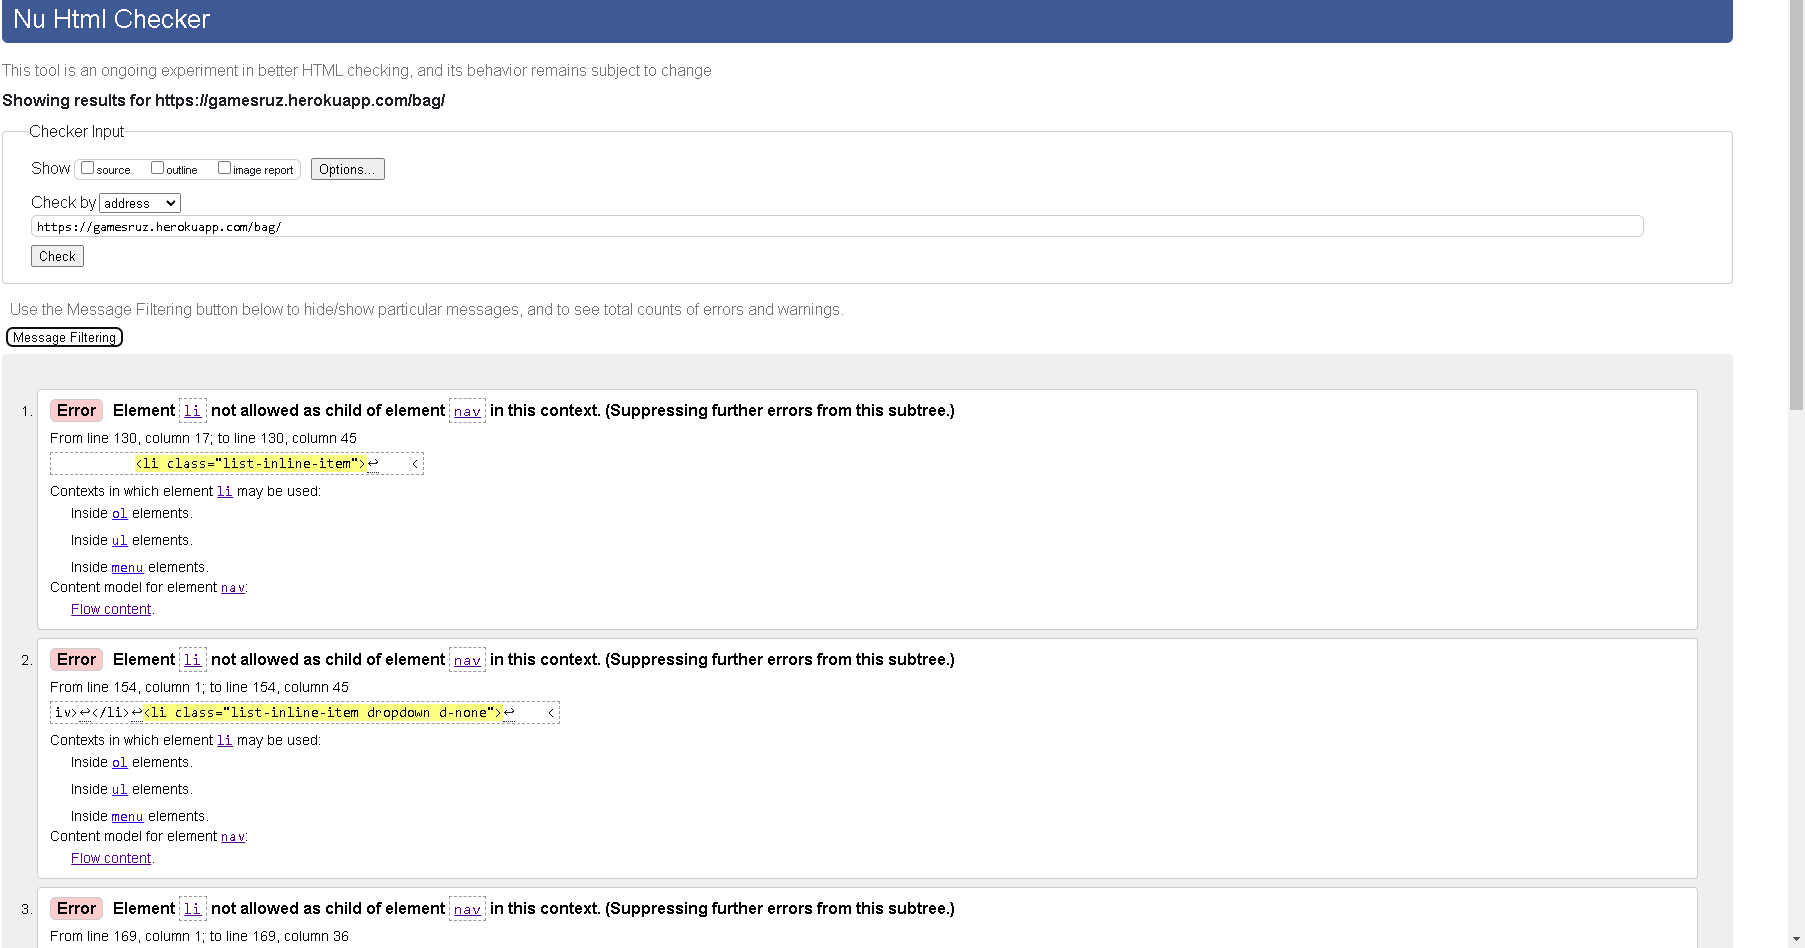 Nu Html Checker
This tool is an ongoing experiment in better HTML checking, and its behavior remains subject to change
Showing results for https://gamesruz.herokuapp.com/bag/
Checker Input
Show source outline image report Options...
Check by address
https://gamesruz.herokuapp.com/bag/
Check
Use the Message Filtering button below to hide/show particular messages, and to see total counts of errors and warnings.
Message Filtering
1. Error Element li not allowed as child of element nav in this context. (Suppressing further errors from this subtree.)
From line 130, column 17; to line 130, column 45
<li class="list-inline-item">↩ <
Contexts in which element li may be used:
Inside ol elements.
Inside ul elements.
Inside menu elements.
Content model for element nav:
Flow content.
2. Error Element li not allowed as child of element nav in this context. (Suppressing further errors from this subtree.)
From line 154, column 1; to line 154, column 45
iv>↩</li>↩<li class="list-inline-item dropdown d-none">↩ <
Contexts in which element li may be used:
Inside ol elements.
Inside ul elements.
Inside menu elements.
Content model for element nav:
Flow content.
3. Error Element li not allowed as child of element nav in this context. (Suppressing further errors from this subtree.)
From line 169, column 1; to line 169, column 36